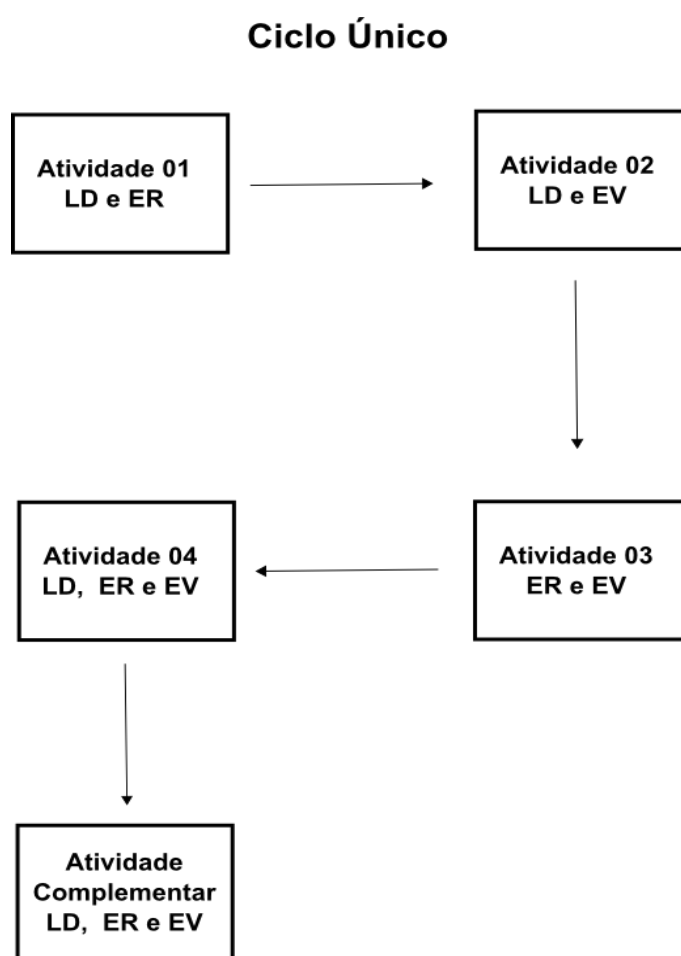 Ciclo Único
Atividade 01
LD e ER
Atividade 02
LD e EV
Atividade 03
ER e EV
Atividade 04
LD, ER e EV
Atividade
Complementar
LD, ER e EV